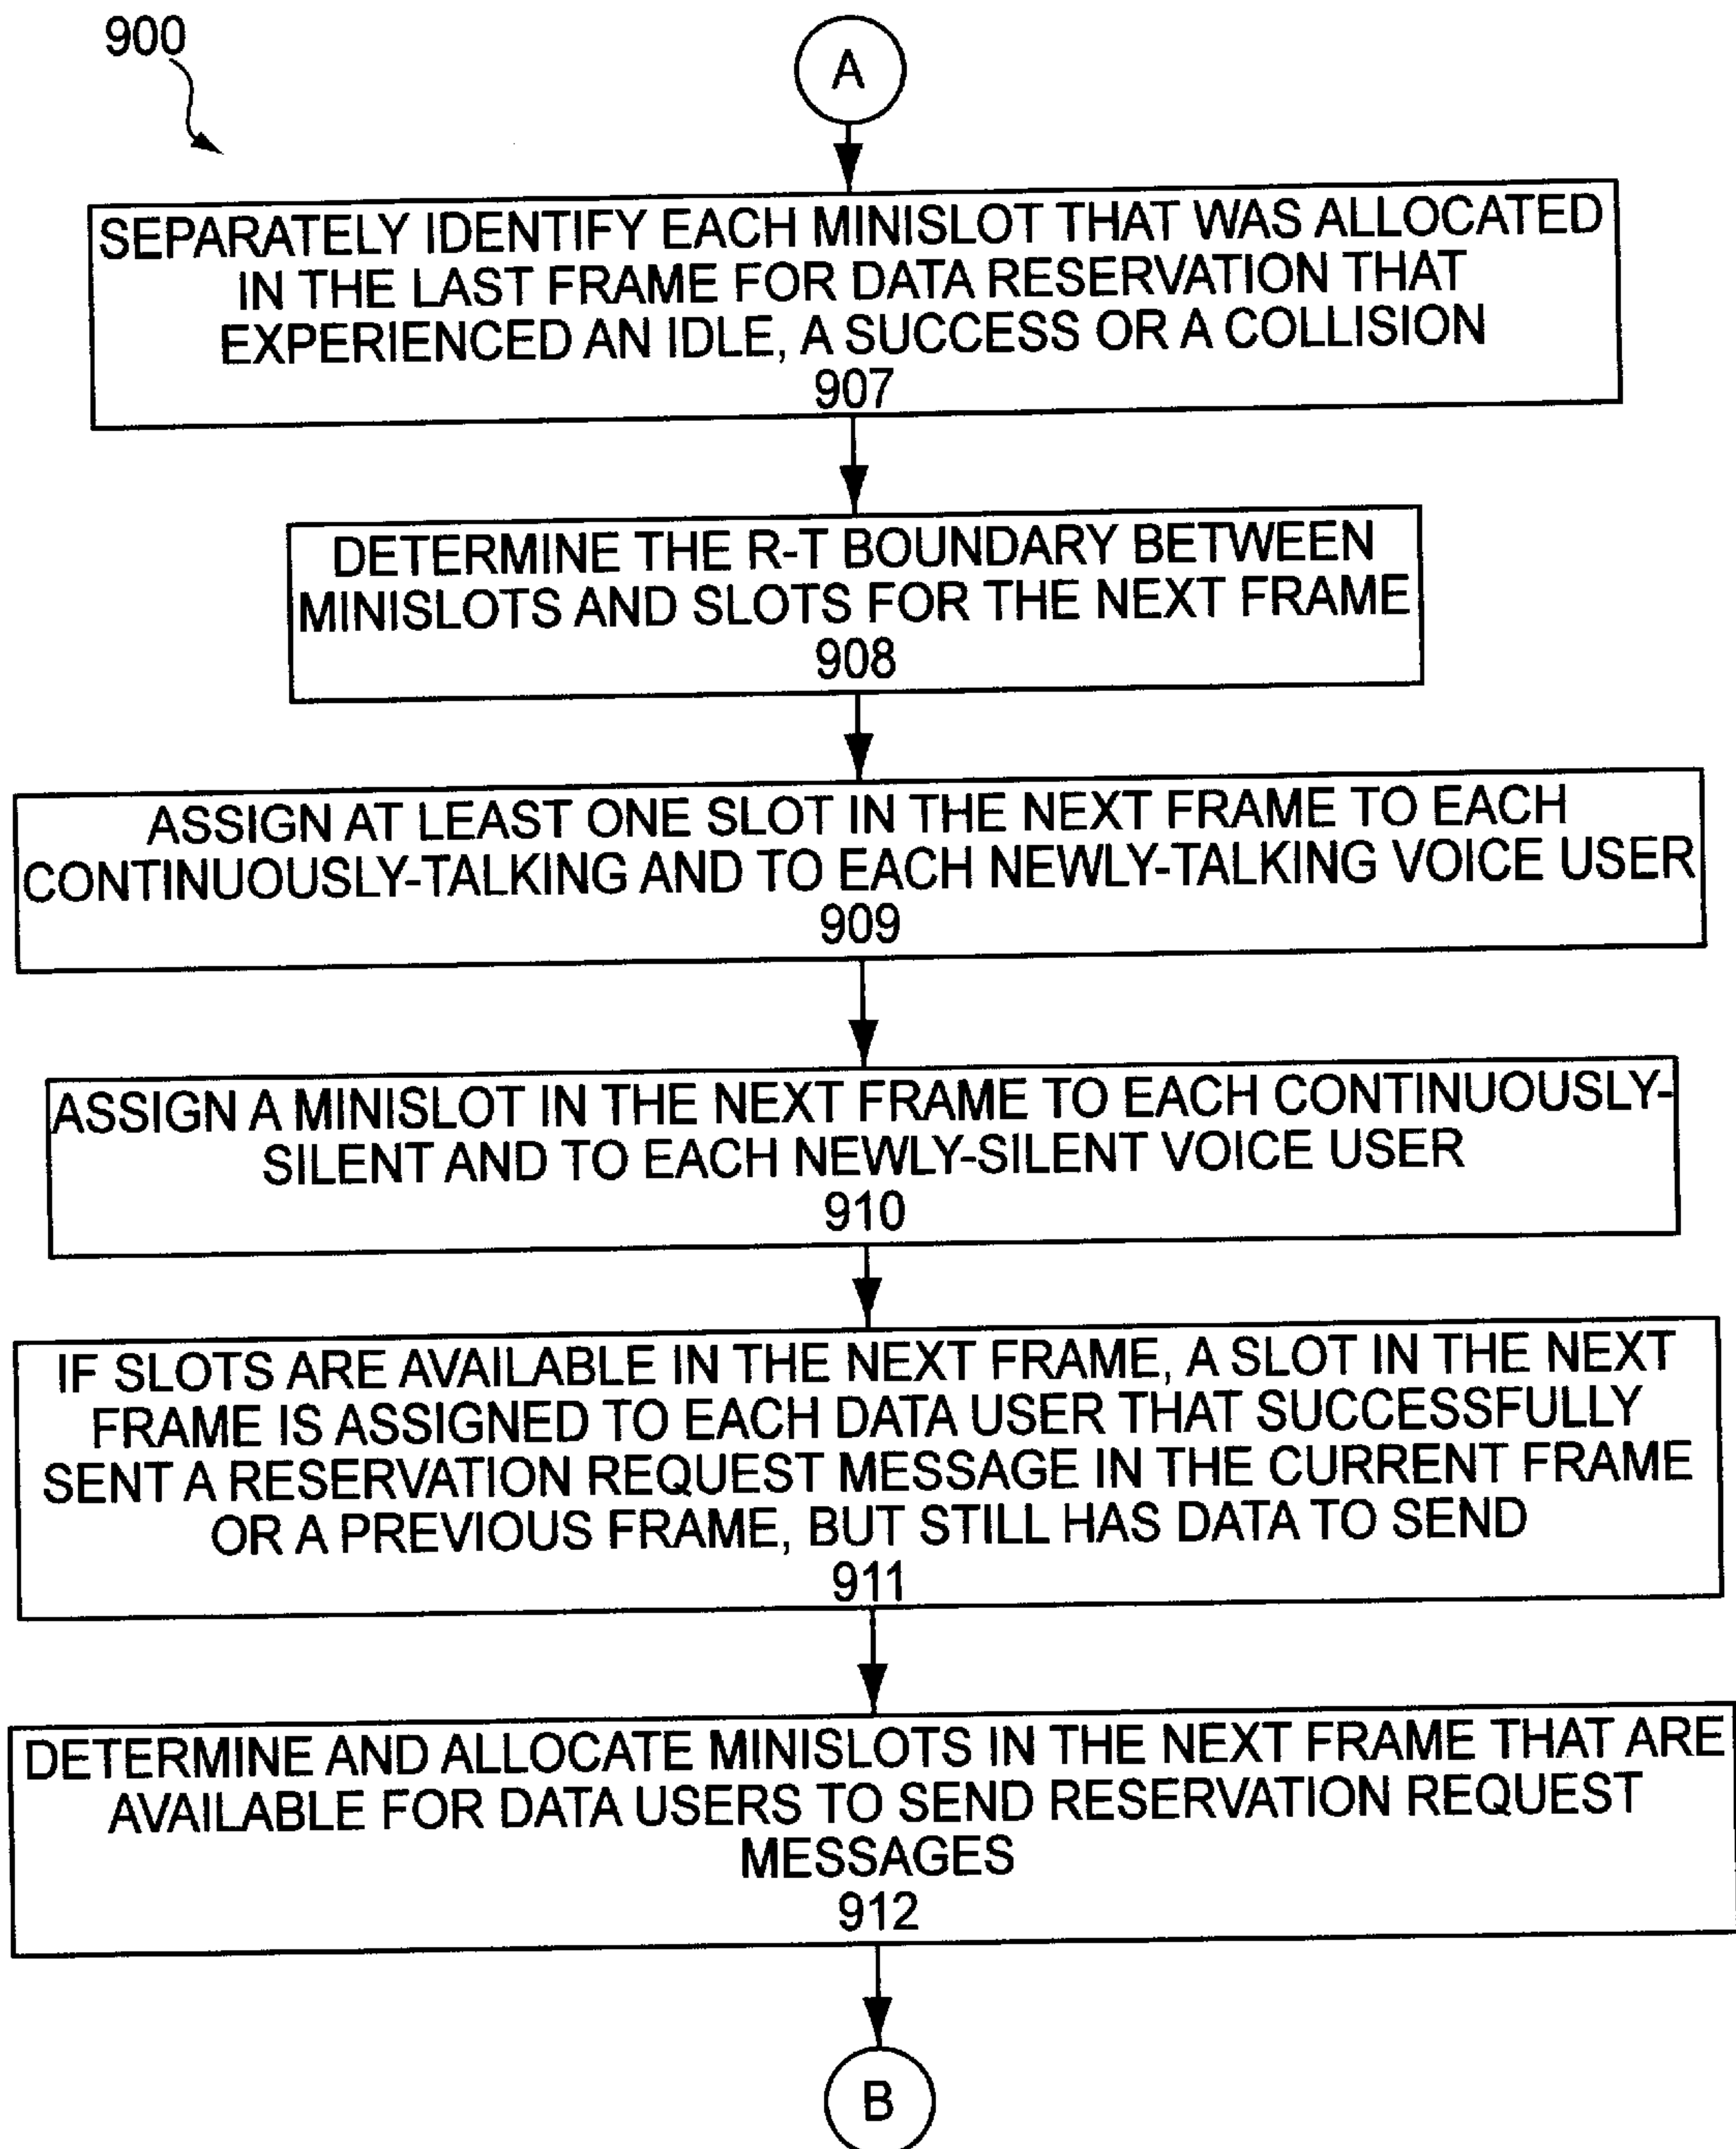 900
A
SEPARATELY IDENTIFY EACH MINISLOT THAT WAS ALLOCATED
IN THE LAST FRAME FOR DATA RESERVATION THAT
EXPERIENCED AN IDLE, A SUCCESS OR A COLLISION
907
DETERMINE THE R-T BOUNDARY BETWEEN
MINISLOTS AND SLOTS FOR THE NEXT FRAME
908
ASSIGN AT LEAST ONE SLOT IN THE NEXT FRAME TO EACH
CONTINUOUSLY-TALKING AND TO EACH NEWLY-TALKING VOICE USER
909
ASSIGN A MINISLOT IN THE NEXT FRAME TO EACH CONTINUOUSLY-
SILENT AND TO EACH NEWLY-SILENT VOICE USER
910
IF SLOTS ARE AVAILABLE IN THE NEXT FRAME, A SLOT IN THE NEXT
FRAME IS ASSIGNED TO EACH DATA USER THAT SUCCESSFULLY
SENT A RESERVATION REQUEST MESSAGE IN THE CURRENT FRAME
OR A PREVIOUS FRAME, BUT STILL HAS DATA TO SEND
911
DETERMINE AND ALLOCATE MINISLOTS IN THE NEXT FRAME THAT ARE
AVAILABLE FOR DATA USERS TO SEND RESERVATION REQUEST
MESSAGES
912
B